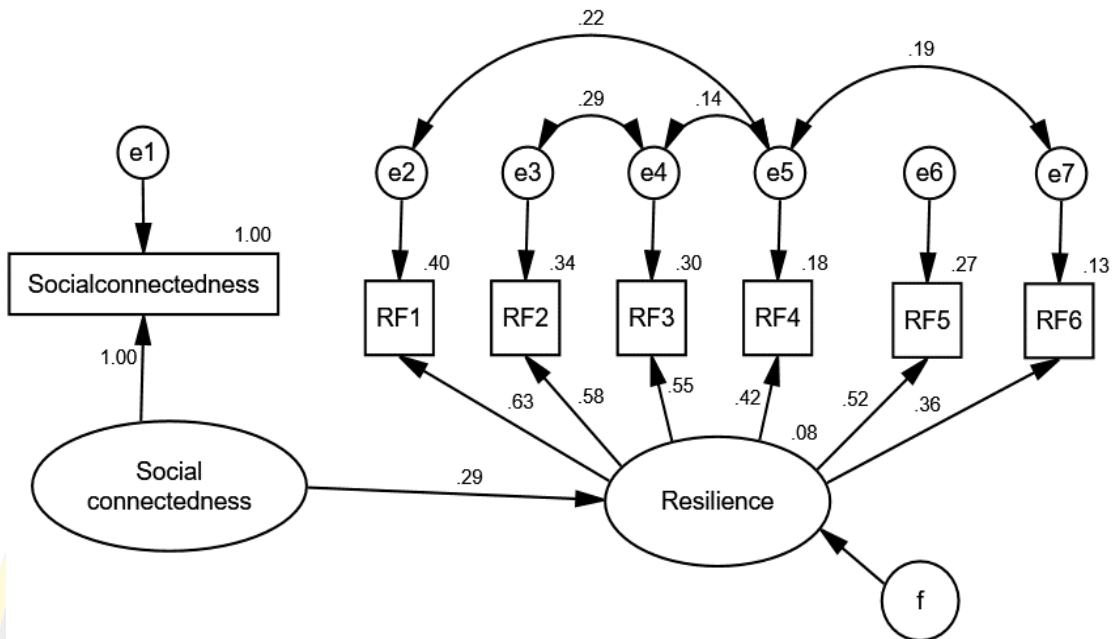 .22
.19
.29
.14
e1
e2
e3
e4
e5
e6
e7
1.00
.40
.34
.30
.18
.27
.13
Socialconnectedness
RF1
RF2
RF3
RF4
RF5
RF6
1.00
.63
.58
.55
.42
.52
.36
.08
Social
connectedness
.29
Resilience
f